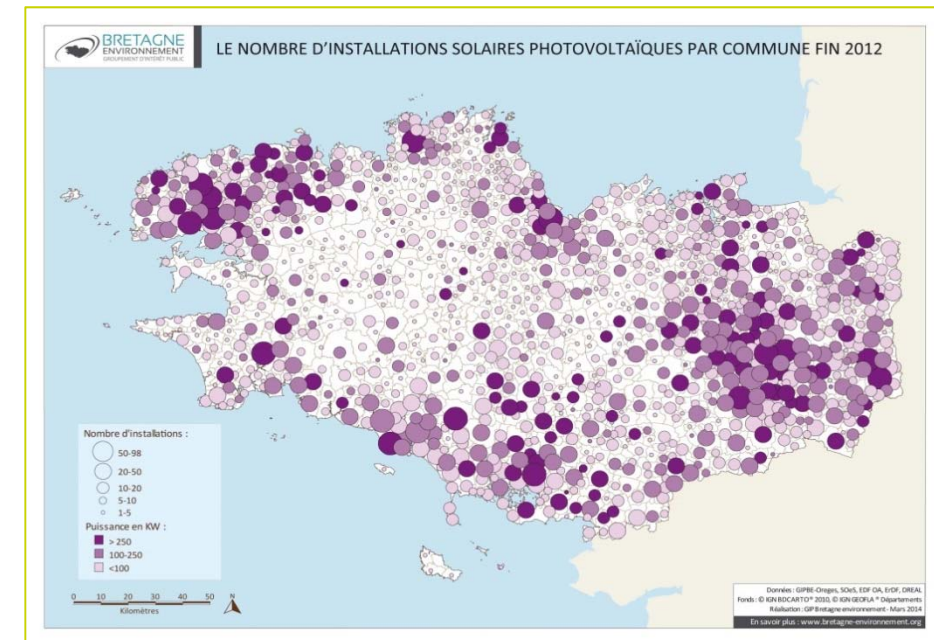 BRETAGNE
ENVIRONNEMENT
GROUPEMENT D'INTÉRÊT PUBLIC
LE NOMBRE D'INSTALLATIONS SOLAIRES PHOTOVOLTAÏQUES PAR COMMUNE FIN 2012
Nombre d'installations :
50-98
20-50
10-20
5-10
1-5
Puissance en KW :
> 250
100-250
<100
0 10 20 30 40 50
Kilomètres
N
Données : GIPBE-Oreges, SOeS, EDF OA, ErDF, DREAL
Fonds : © IGN BDCARTO ® 2010, © IGN GEOFLA ® Départements
Réalisation : GIP Bretagne environnement - Mars 2014
En savoir plus : www.bretagne-environnement.org